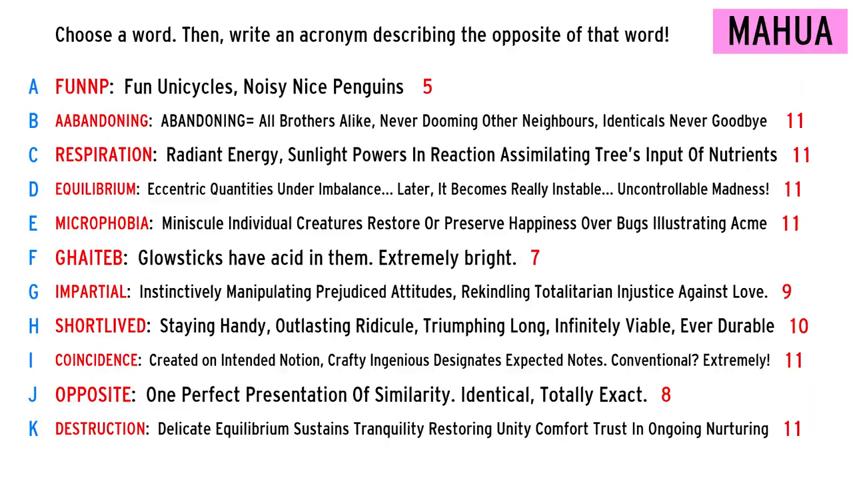 Choose a word. Then, write an acronym describing the opposite of that word!
MAHUA
A FUNNP: Fun Unicycles, Noisy Nice Penguins 5
B AABANDONING: ABANDONING= All Brothers Alike, Never Dooming Other Neighbours, Identicals Never Goodbye 11
C RESPIRATION: Radiant Energy, Sunlight Powers In Reaction Assimilating Tree's Input Of Nutrients 11
D EQUILIBRIUM: Eccentric Quantities Under Imbalance... Later, It Becomes Really Instable... Uncontrollable Madness! 11
E MICROPHOBIA: Miniscule Individual Creatures Restore Or Preserve Happiness Over Bugs Illustrating Acme 11
F GHAITEB: Glowsticks have acid in them. Extremely bright. 7
G IMPARTIAL: Instinctively Manipulating Prejudiced Attitudes, Rekindling Totalitarian Injustice Against Love. 9
H SHORTLIVED: Staying Handy, Outlasting Ridicule, Triumphing Long, Infinitely Viable, Ever Durable 10
I COINCIDENCE: Created on Intended Notion, Crafty Ingenious Designates Expected Notes. Conventional? Extremely! 11
J OPPOSITE: One Perfect Presentation Of Similarity. Identical, Totally Exact. 8
K DESTRUCTION: Delicate Equilibrium Sustains Tranquility Restoring Unity Comfort Trust In Ongoing Nurturing 11